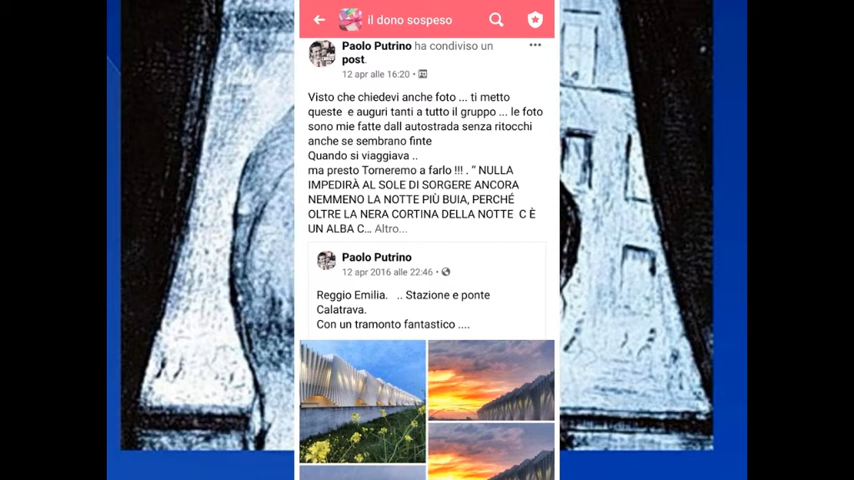 il dono sospeso
Paolo Putrino ha condiviso un
post.
12 apr alle 16:20 •
Visto che chiedevi anche foto ... ti metto
queste e auguri tanti a tutto il gruppo ... le foto
sono mie fatte dall autostrada senza ritocchi
anche se sembrano finte
Quando si viaggiava ..
ma presto Torneremo a farlo !!! . “ NULLA
IMPEDIRÀ AL SOLE DI SORGERE ANCORA
NEMMENO LA NOTTE PIÙ BUIA, PERCHÉ
OLTRE LA NERA CORTINA DELLA NOTTE C È
UN ALBA C... Altro...
Paolo Putrino
12 apr 2016 alle 22:46 •
Reggio Emilia. .. Stazione e ponte
Calatrava.
Con un tramonto fantastico ....